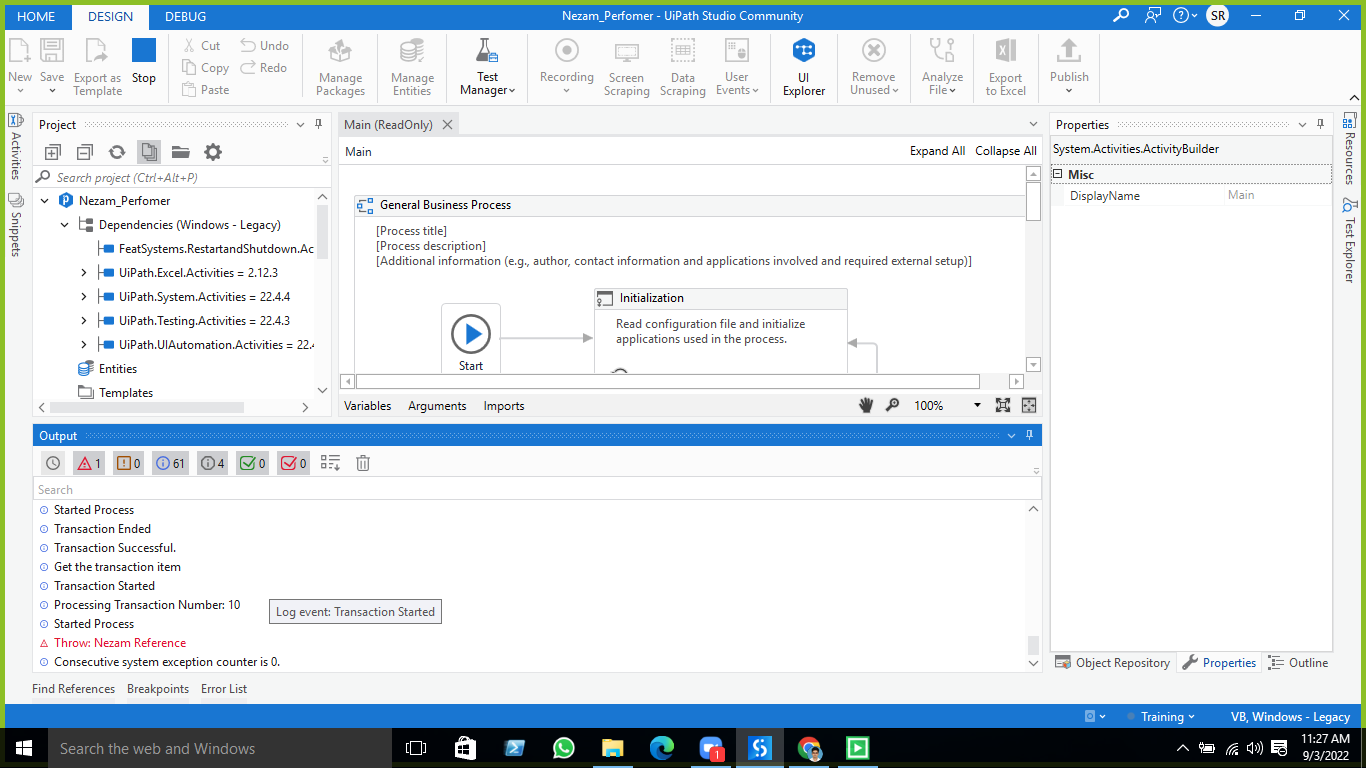 HOME DESIGN DEBUG Nezam_Perfomer - UiPath Studio Community SR
New Save Export as Template Stop
Cut Copy Paste Undo Redo
Manage Packages Manage Entities Test Manager Recording Screen Scraping Data Scraping User Events UI Explorer Remove Unused Analyze File Export to Excel Publish
Activities
Snippets
Project
Search project (Ctrl+Alt+P)
Nezam_Perfomer
Dependencies (Windows - Legacy)
FeatSystems.RestartandShutdown.Ac
UiPath.Excel.Activities = 2.12.3
UiPath.System.Activities = 22.4.4
UiPath.Testing.Activities = 22.4.3
UiPath.UIAutomation.Activities = 22.4
Entities
Templates
Main (ReadOnly)
Main Expand All Collapse All
General Business Process
[Process title]
[Process description]
[Additional information (e.g., author, contact information and applications involved and required external setup)]
Start
Initialization
Read configuration file and initialize
applications used in the process.
Variables Arguments Imports 100%
Properties
System.Activities.ActivityBuilder
Misc
DisplayName Main
Resources
Test Explorer
Output
1 0 61 4 0 0
Search
Started Process
Transaction Ended
Transaction Successful.
Get the transaction item
Transaction Started
Processing Transaction Number: 10
Log event: Transaction Started
Started Process
Throw: Nezam Reference
Consecutive system exception counter is 0.
Object Repository Properties Outline
Find References Breakpoints Error List
Training VB, Windows - Legacy
Search the web and Windows
1
11:27 AM
9/3/2022